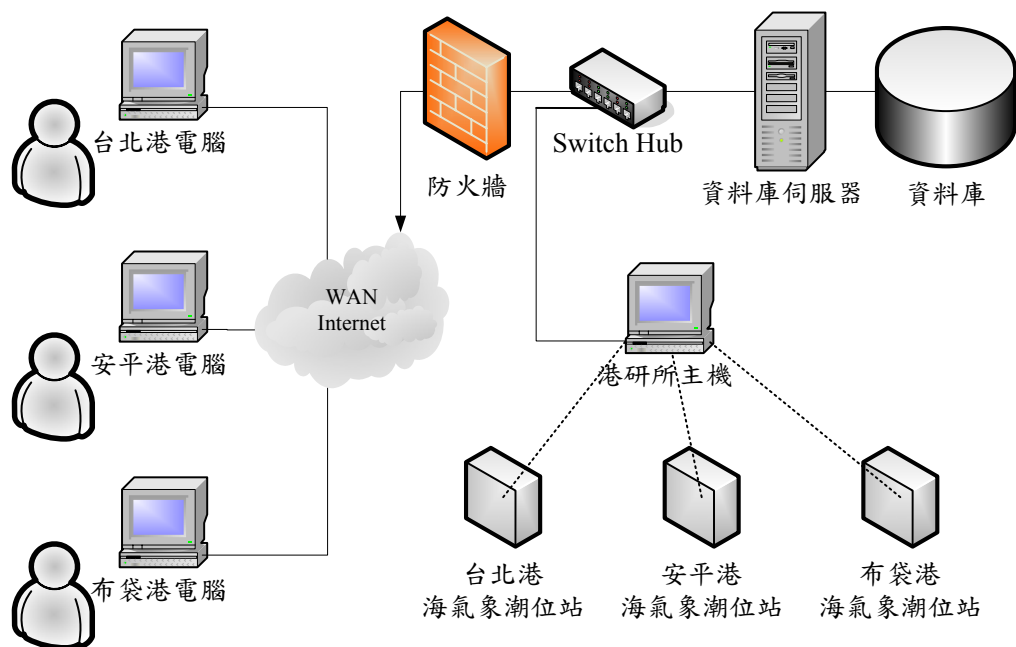 台北港電腦
安平港電腦
布袋港電腦
WAN
Internet
防火牆
Switch Hub
資料庫伺服器
資料庫
港研所主機
台北港
海氣象潮位站
安平港
海氣象潮位站
布袋港
海氣象潮位站